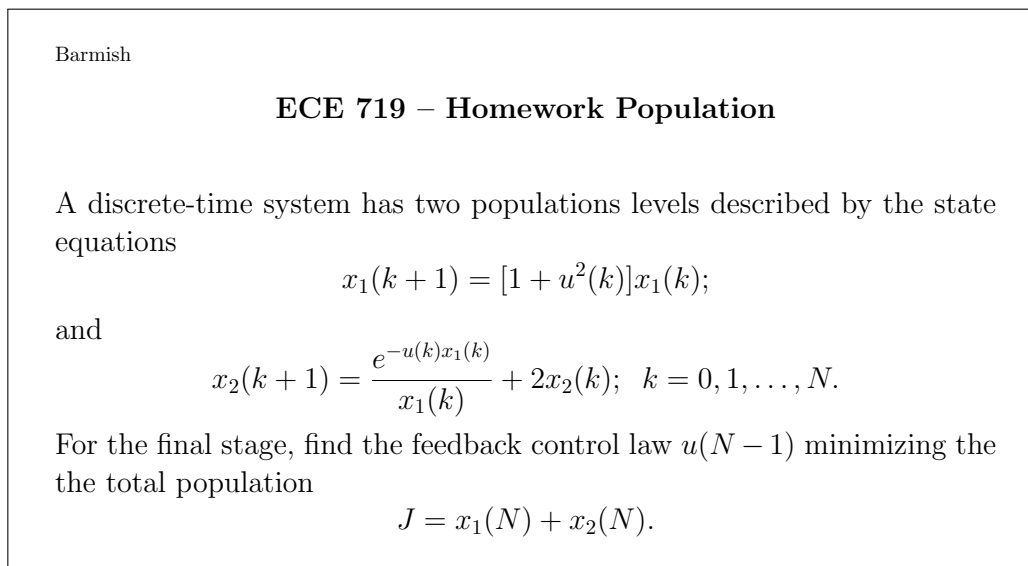 Barmish
ECE 719 – Homework Population
A discrete-time system has two populations levels described by the state
equations
x₁(k + 1) = [1 + u²(k)]x₁(k);
and
x₂(k + 1) = \frac{e^{-u(k)x₁(k)}}{x₁(k)} + 2x₂(k);  k = 0, 1, . . . , N.
For the final stage, find the feedback control law u(N − 1) minimizing the
the total population
J = x₁(N) + x₂(N).